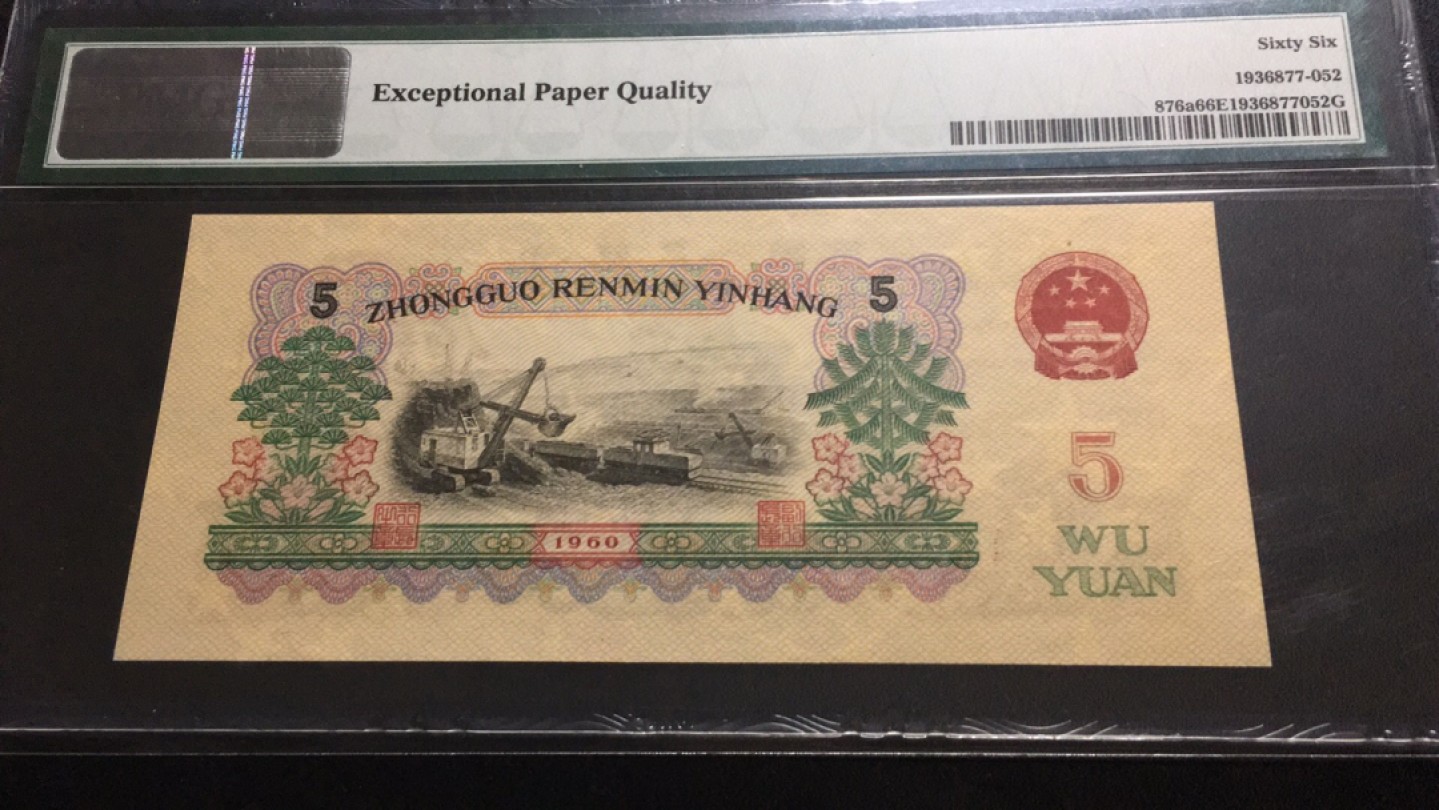 Sixty Six
Exceptional Paper Quality
1936877-052
876a66E1936877052G
5
ZHONGGUO RENMIN YINHANG
5
5
1960
WU
YUAN